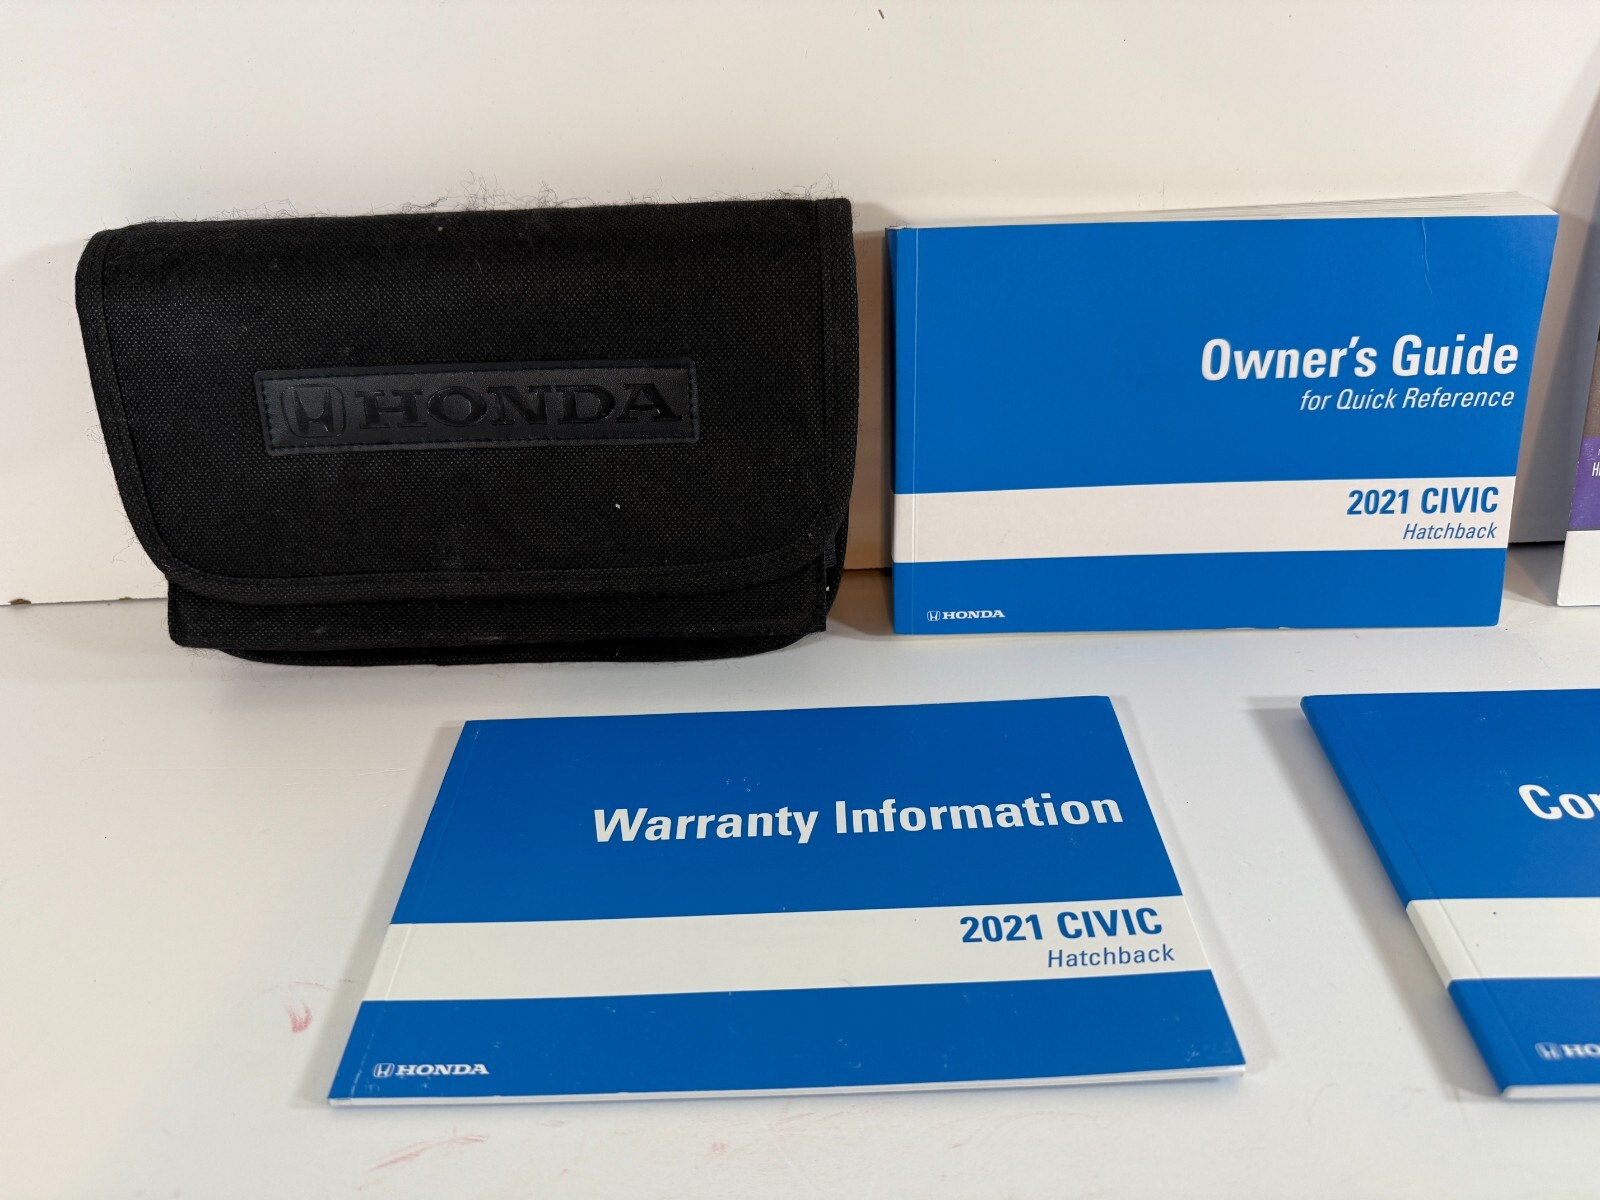 HONDA
Owner's Guide
for Quick Reference
2021 CIVIC
Hatchback
HONDA
Warranty Information
2021 CIVIC
Hatchback
HONDA